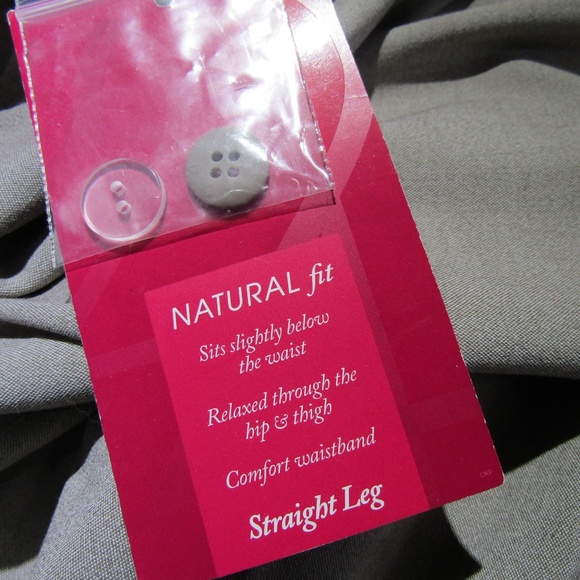 NATURAL fit
Sits slightly below
the waist
Relaxed through the
hip & thigh
Comfort waistband
Straight Leg